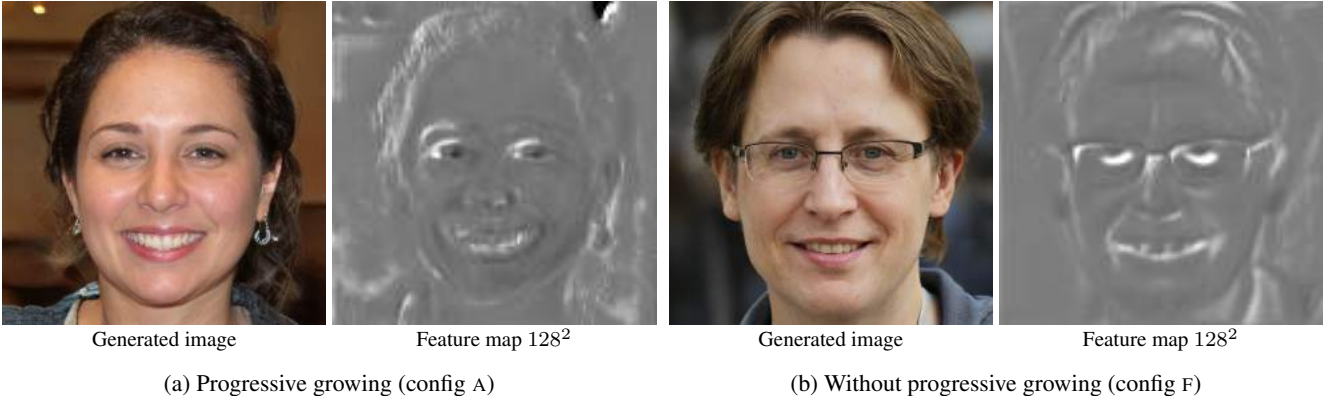 Generated image
Feature map 128²
Generated image
Feature map 128²
(a) Progressive growing (config A)
(b) Without progressive growing (config F)